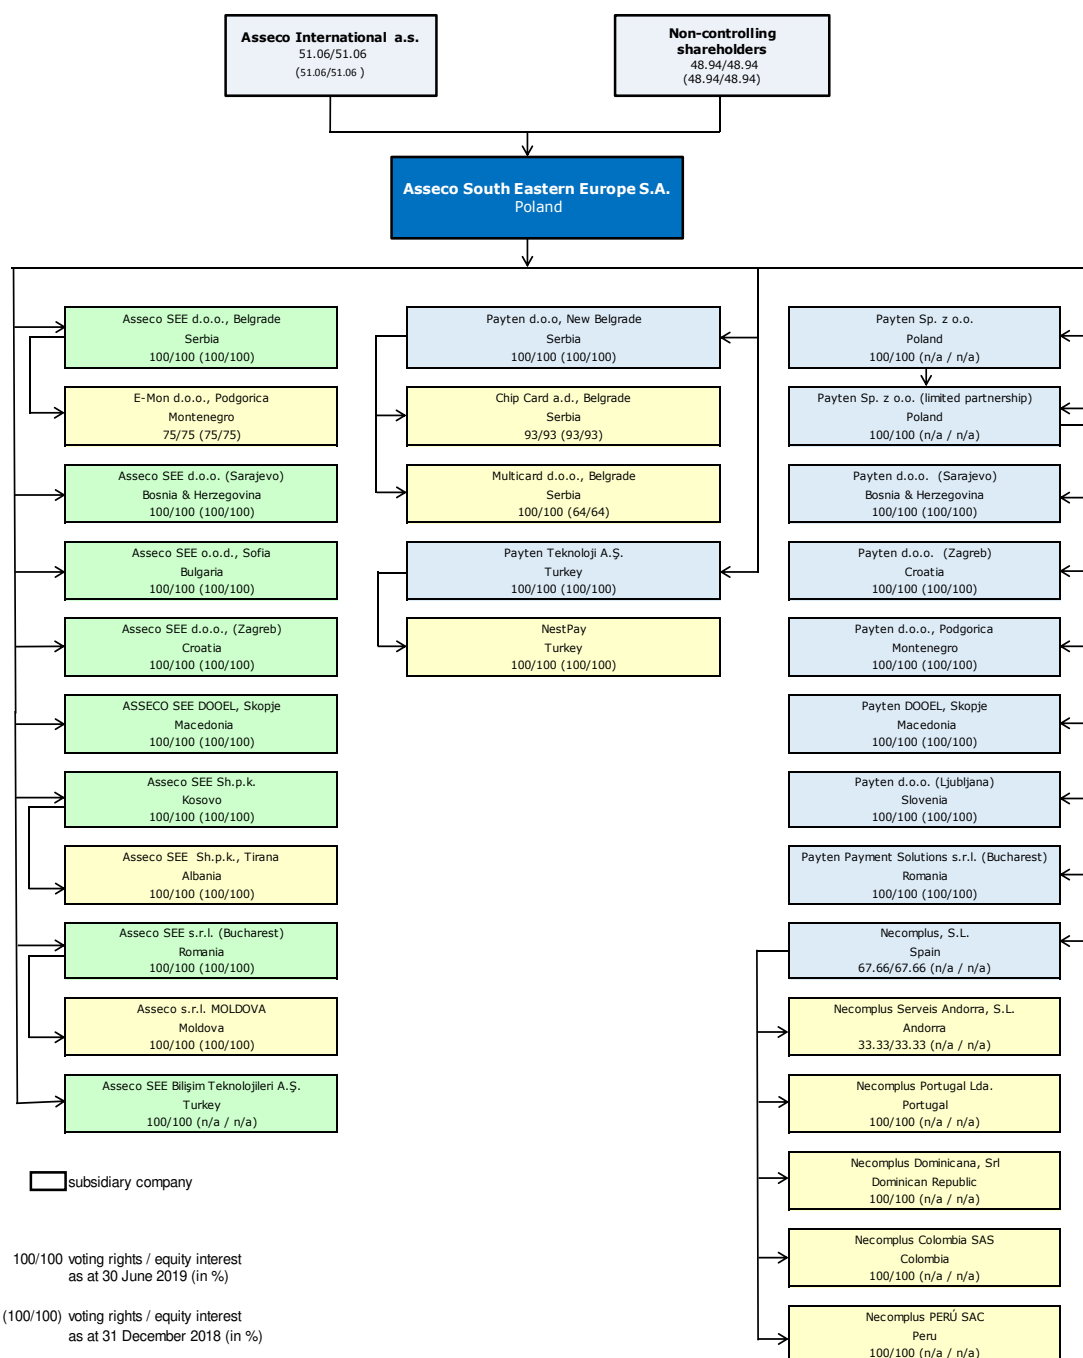 Asseco International a.s.
51.06/51.06
(51.06/51.06 )
Non-controlling
shareholders
48.94/48.94
(48.94/48.94)
Asseco South Eastern Europe S.A.
Poland
Asseco SEE d.o.o., Belgrade
Serbia
100/100 (100/100)
E-Mon d.o.o., Podgorica
Montenegro
75/75 (75/75)
Asseco SEE d.o.o. (Sarajevo)
Bosnia & Herzegovina
100/100 (100/100)
Asseco SEE o.o.d., Sofia
Bulgaria
100/100 (100/100)
Asseco SEE d.o.o., (Zagreb)
Croatia
100/100 (100/100)
ASSECO SEE DOOEL, Skopje
Macedonia
100/100 (100/100)
Asseco SEE Sh.p.k.
Kosovo
100/100 (100/100)
Asseco SEE Sh.p.k., Tirana
Albania
100/100 (100/100)
Asseco SEE s.r.l. (Bucharest)
Romania
100/100 (100/100)
Asseco s.r.l. MOLDOVA
Moldova
100/100 (100/100)
Asseco SEE Bilişim Teknolojileri A.Ş.
Turkey
100/100 (n/a / n/a)
Payten d.o.o, New Belgrade
Serbia
100/100 (100/100)
Chip Card a.d., Belgrade
Serbia
93/93 (93/93)
Multicard d.o.o., Belgrade
Serbia
100/100 (64/64)
Payten Teknoloji A.Ş.
Turkey
100/100 (100/100)
NestPay
Turkey
100/100 (100/100)
Payten Sp. z o.o.
Poland
100/100 (n/a / n/a)
Payten Sp. z o.o. (limited partnership)
Poland
100/100 (n/a / n/a)
Payten d.o.o. (Sarajevo)
Bosnia & Herzegovina
100/100 (100/100)
Payten d.o.o. (Zagreb)
Croatia
100/100 (100/100)
Payten d.o.o., Podgorica
Montenegro
100/100 (100/100)
Payten DOOEL, Skopje
Macedonia
100/100 (100/100)
Payten d.o.o. (Ljubljana)
Slovenia
100/100 (100/100)
Payten Payment Solutions s.r.l. (Bucharest)
Romania
100/100 (100/100)
Necomplus, S.L.
Spain
67.66/67.66 (n/a / n/a)
Necomplus Serveis Andorra, S.L.
Andorra
33.33/33.33 (n/a / n/a)
Necomplus Portugal Lda.
Portugal
100/100 (n/a / n/a)
Necomplus Dominicana, Srl
Dominican Republic
100/100 (n/a / n/a)
Necomplus Colombia SAS
Colombia
100/100 (n/a / n/a)
Necomplus PERÚ SAC
Peru
100/100 (n/a / n/a)
subsidiary company
100/100 voting rights / equity interest
as at 30 June 2019 (in %)
(100/100) voting rights / equity interest
as at 31 December 2018 (in %)